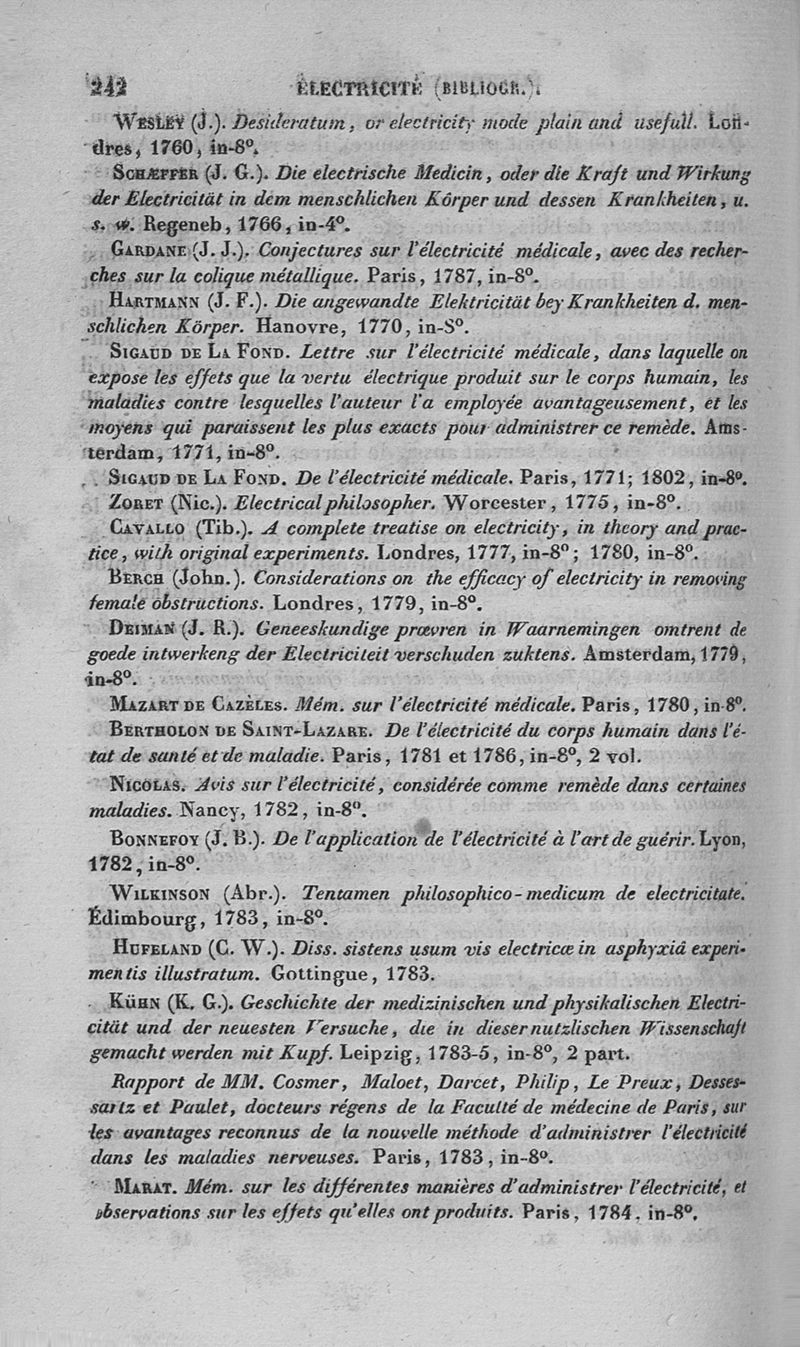 242 ÉLECTRICITÉ (BIBLIOGR.).
WESLEY (J.). Desideratum, or electricity mode plain and usefull. Lon-
dres, 1760, in-8°.
SCHÆFFER (J. G.). Die electrische Medicin, oder die Kraft und Wirkung
der Electricität in dem menschlichen Körper und dessen Krankheiten, u.
s. w. Regeneb, 1766, in-4°.
GARDANE (J. J.). Conjectures sur l'électricité médicale, avec des recher-
ches sur la colique métallique. Paris, 1787, in-8°.
HARTMANN (J. F.). Die angewandte Elektricität bey Krankheiten d. men-
schlichen Körper. Hanovre, 1770, in-8°.
SIGAUD DE LA FOND. Lettre sur l'électricité médicale, dans laquelle on
expose les effets que la vertu électrique produit sur le corps humain, les
maladies contre lesquelles l'auteur l'a employée avantageusement, et les
moyens qui paraissent les plus exacts pour administrer ce remède. Ams-
terdam, 1771, in-8°.
SIGAUD DE LA FOND. De l'électricité médicale. Paris, 1771; 1802, in-8°.
ZORET (Nic.). Electrical philosopher. Worcester, 1775, in-8°.
CAVALLO (Tib.). A complete treatise on electricity, in theory and prac-
tice, with original experiments. Londres, 1777, in-8°; 1780, in-8°.
BERCH (John.). Considerations on the efficacy of electricity in removing
female obstructions. Londres, 1779, in-8°.
DEIMAN (J. R.). Geneeskundige prœvren in Waarnemingen omtrent de
goede intwerkeng der Electriciteit verschuden zuktens. Amsterdam, 1779,
in-8°.
MAZART DE CAZÈLES. Mém. sur l'électricité médicale. Paris, 1780, in-8°.
BERTHOLON DE SAINT-LAZARE. De l'électricité du corps humain dans l'é-
tat de santé et de maladie. Paris, 1781 et 1786, in-8°, 2 vol.
NICOLAS. Avis sur l'électricité, considérée comme remède dans certaines
maladies. Nancy, 1782, in-8°.
BONNEFOY (J. B.). De l'application de l'électricité à l'art de guérir. Lyon,
1782, in-8°.
WILKINSON (Abr.). Tentamen philosophico-medicum de electricitate.
Édimbourg, 1783, in-8°.
HUFELAND (C. W.). Diss. sistens usum vis electricœ in asphyxiâ experi-
mentis illustratum. Gottingue, 1783.
KÜHN (K. G.). Geschichte der medizinischen und physikalischen Electri-
cität und der neuesten Versuche, die in dieser nutzlischen Wissenschaft
gemacht werden mit Kupf. Leipzig, 1783-5, in-8°, 2 part.
Rapport de MM. Cosmer, Maloet, Darcet, Philip, Le Preux, Desses-
sartz et Paulet, docteurs régens de la Faculté de médecine de Paris, sur
les avantages reconnus de la nouvelle méthode d'administrer l'électricité
dans les maladies nerveuses. Paris, 1783, in-8°.
MARAT. Mém. sur les différentes manières d'administrer l'électricité, et
observations sur les effets qu'elles ont produits. Paris, 1784, in-8°.